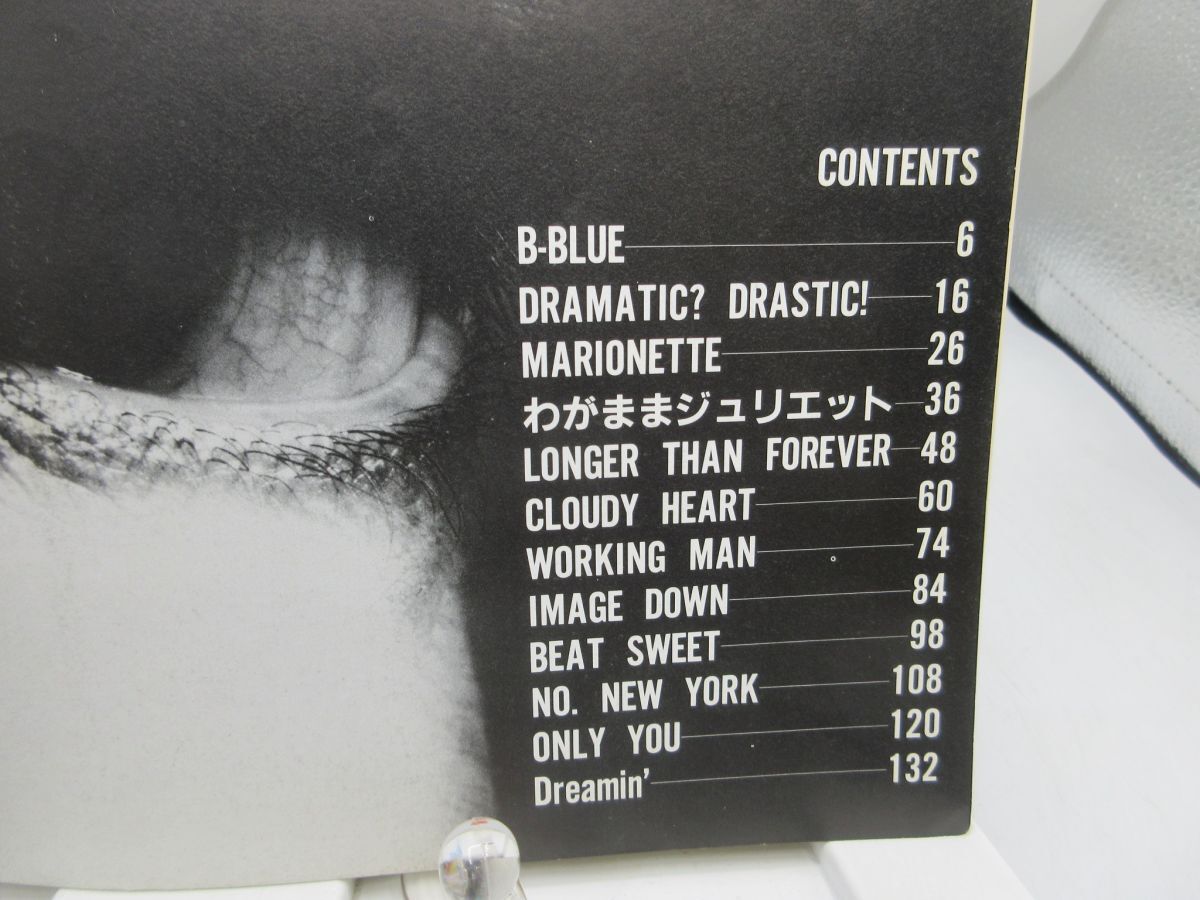 CONTENTS
B-BLUE 6
DRAMATIC? DRASTIC! 16
MARIONETTE 26
わがままジュリエット 36
LONGER THAN FOREVER 48
CLOUDY HEART 60
WORKING MAN 74
IMAGE DOWN 84
BEAT SWEET 98
NO. NEW YORK 108
ONLY YOU 120
Dreamin' 132